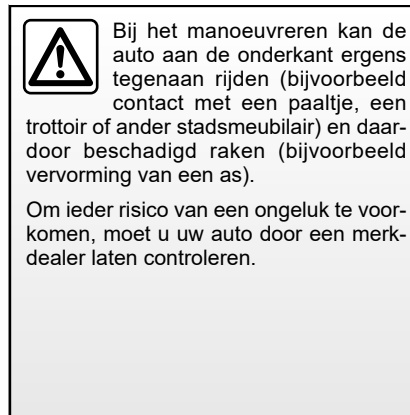 Bij het manoeuvreren kan de
auto aan de onderkant ergens
tegenaan rijden (bijvoorbeeld
contact met een paaltje, een
trottoir of ander stadsmeubilair) en daar-
door beschadigd raken (bijvoorbeeld
vervorming van een as).
Om ieder risico van een ongeluk te voor-
komen, moet u uw auto door een merk-
dealer laten controleren.